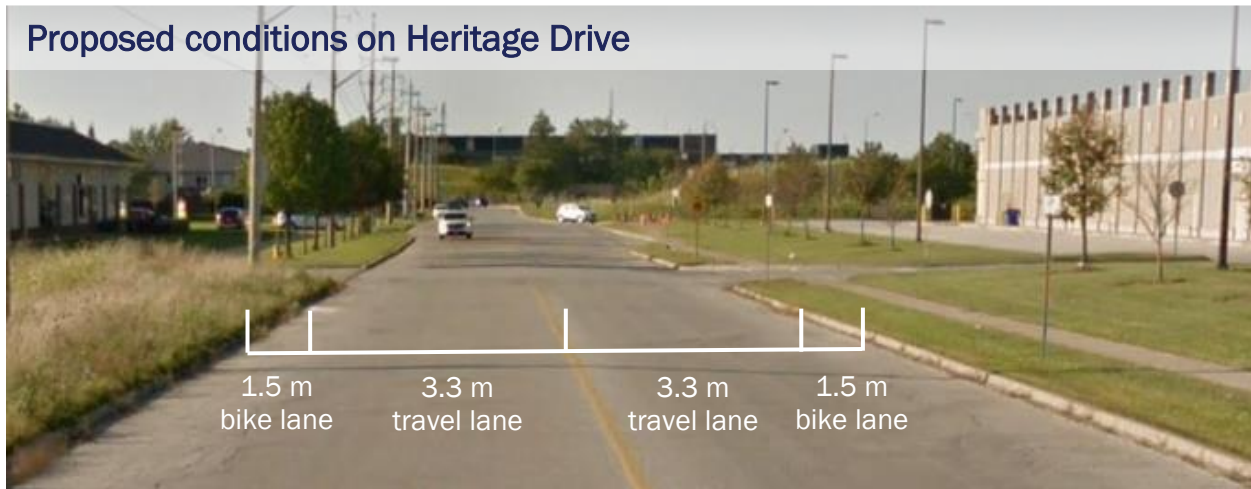 Proposed conditions on Heritage Drive
1.5 m
bike lane
3.3 m
travel lane
3.3 m
travel lane
1.5 m
bike lane